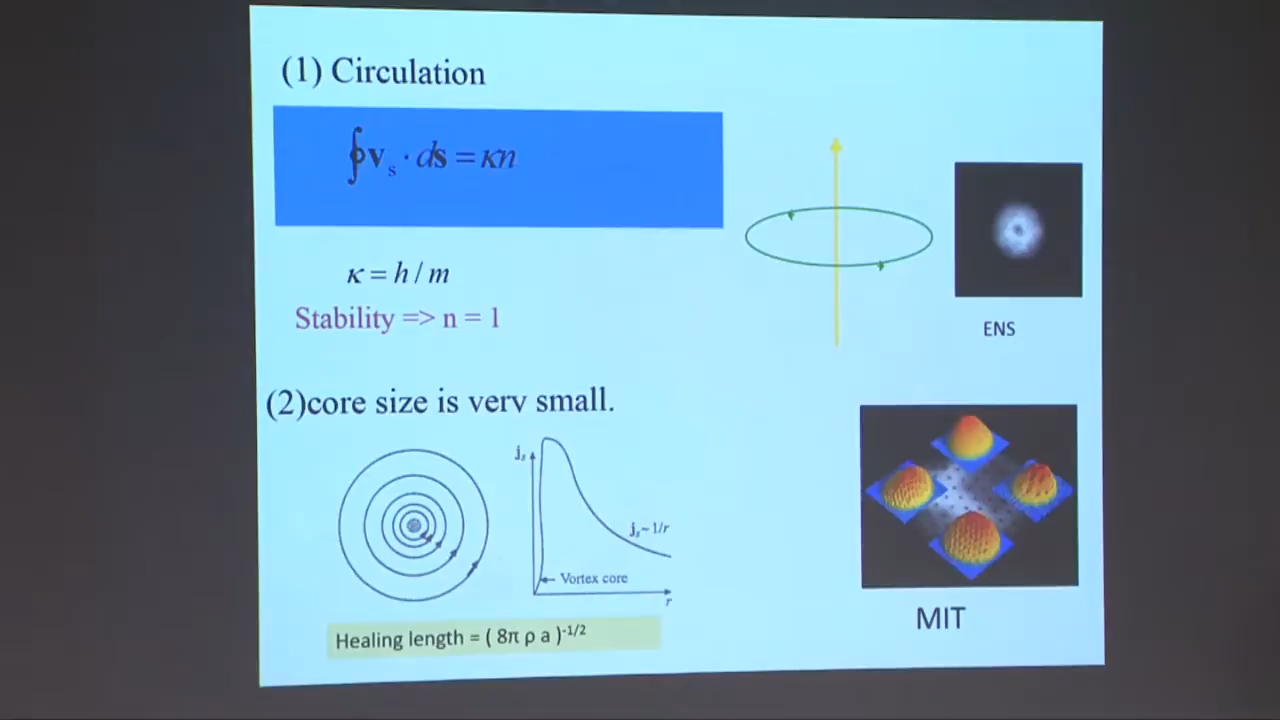 (1) Circulation
∮v_s · ds = κn
κ = h / m
Stability => n = 1
ENS
(2)core size is very small.
j_s
j_s~1/r
Vortex core
r
Healing length = ( 8π ρ a )^-1/2
MIT